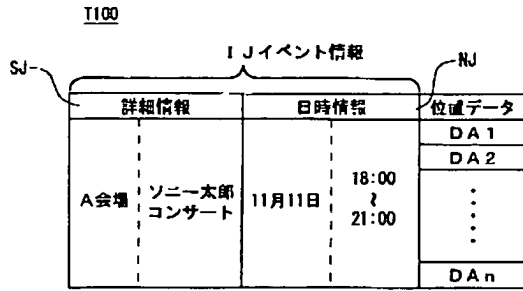 T100
IJイベント情報
SJ
NJ
詳細情報
日時情報
位置データ
A会場
ソニー太郎
コンサート
11月11日
18:00
~
21:00
DA1
DA2
DAn